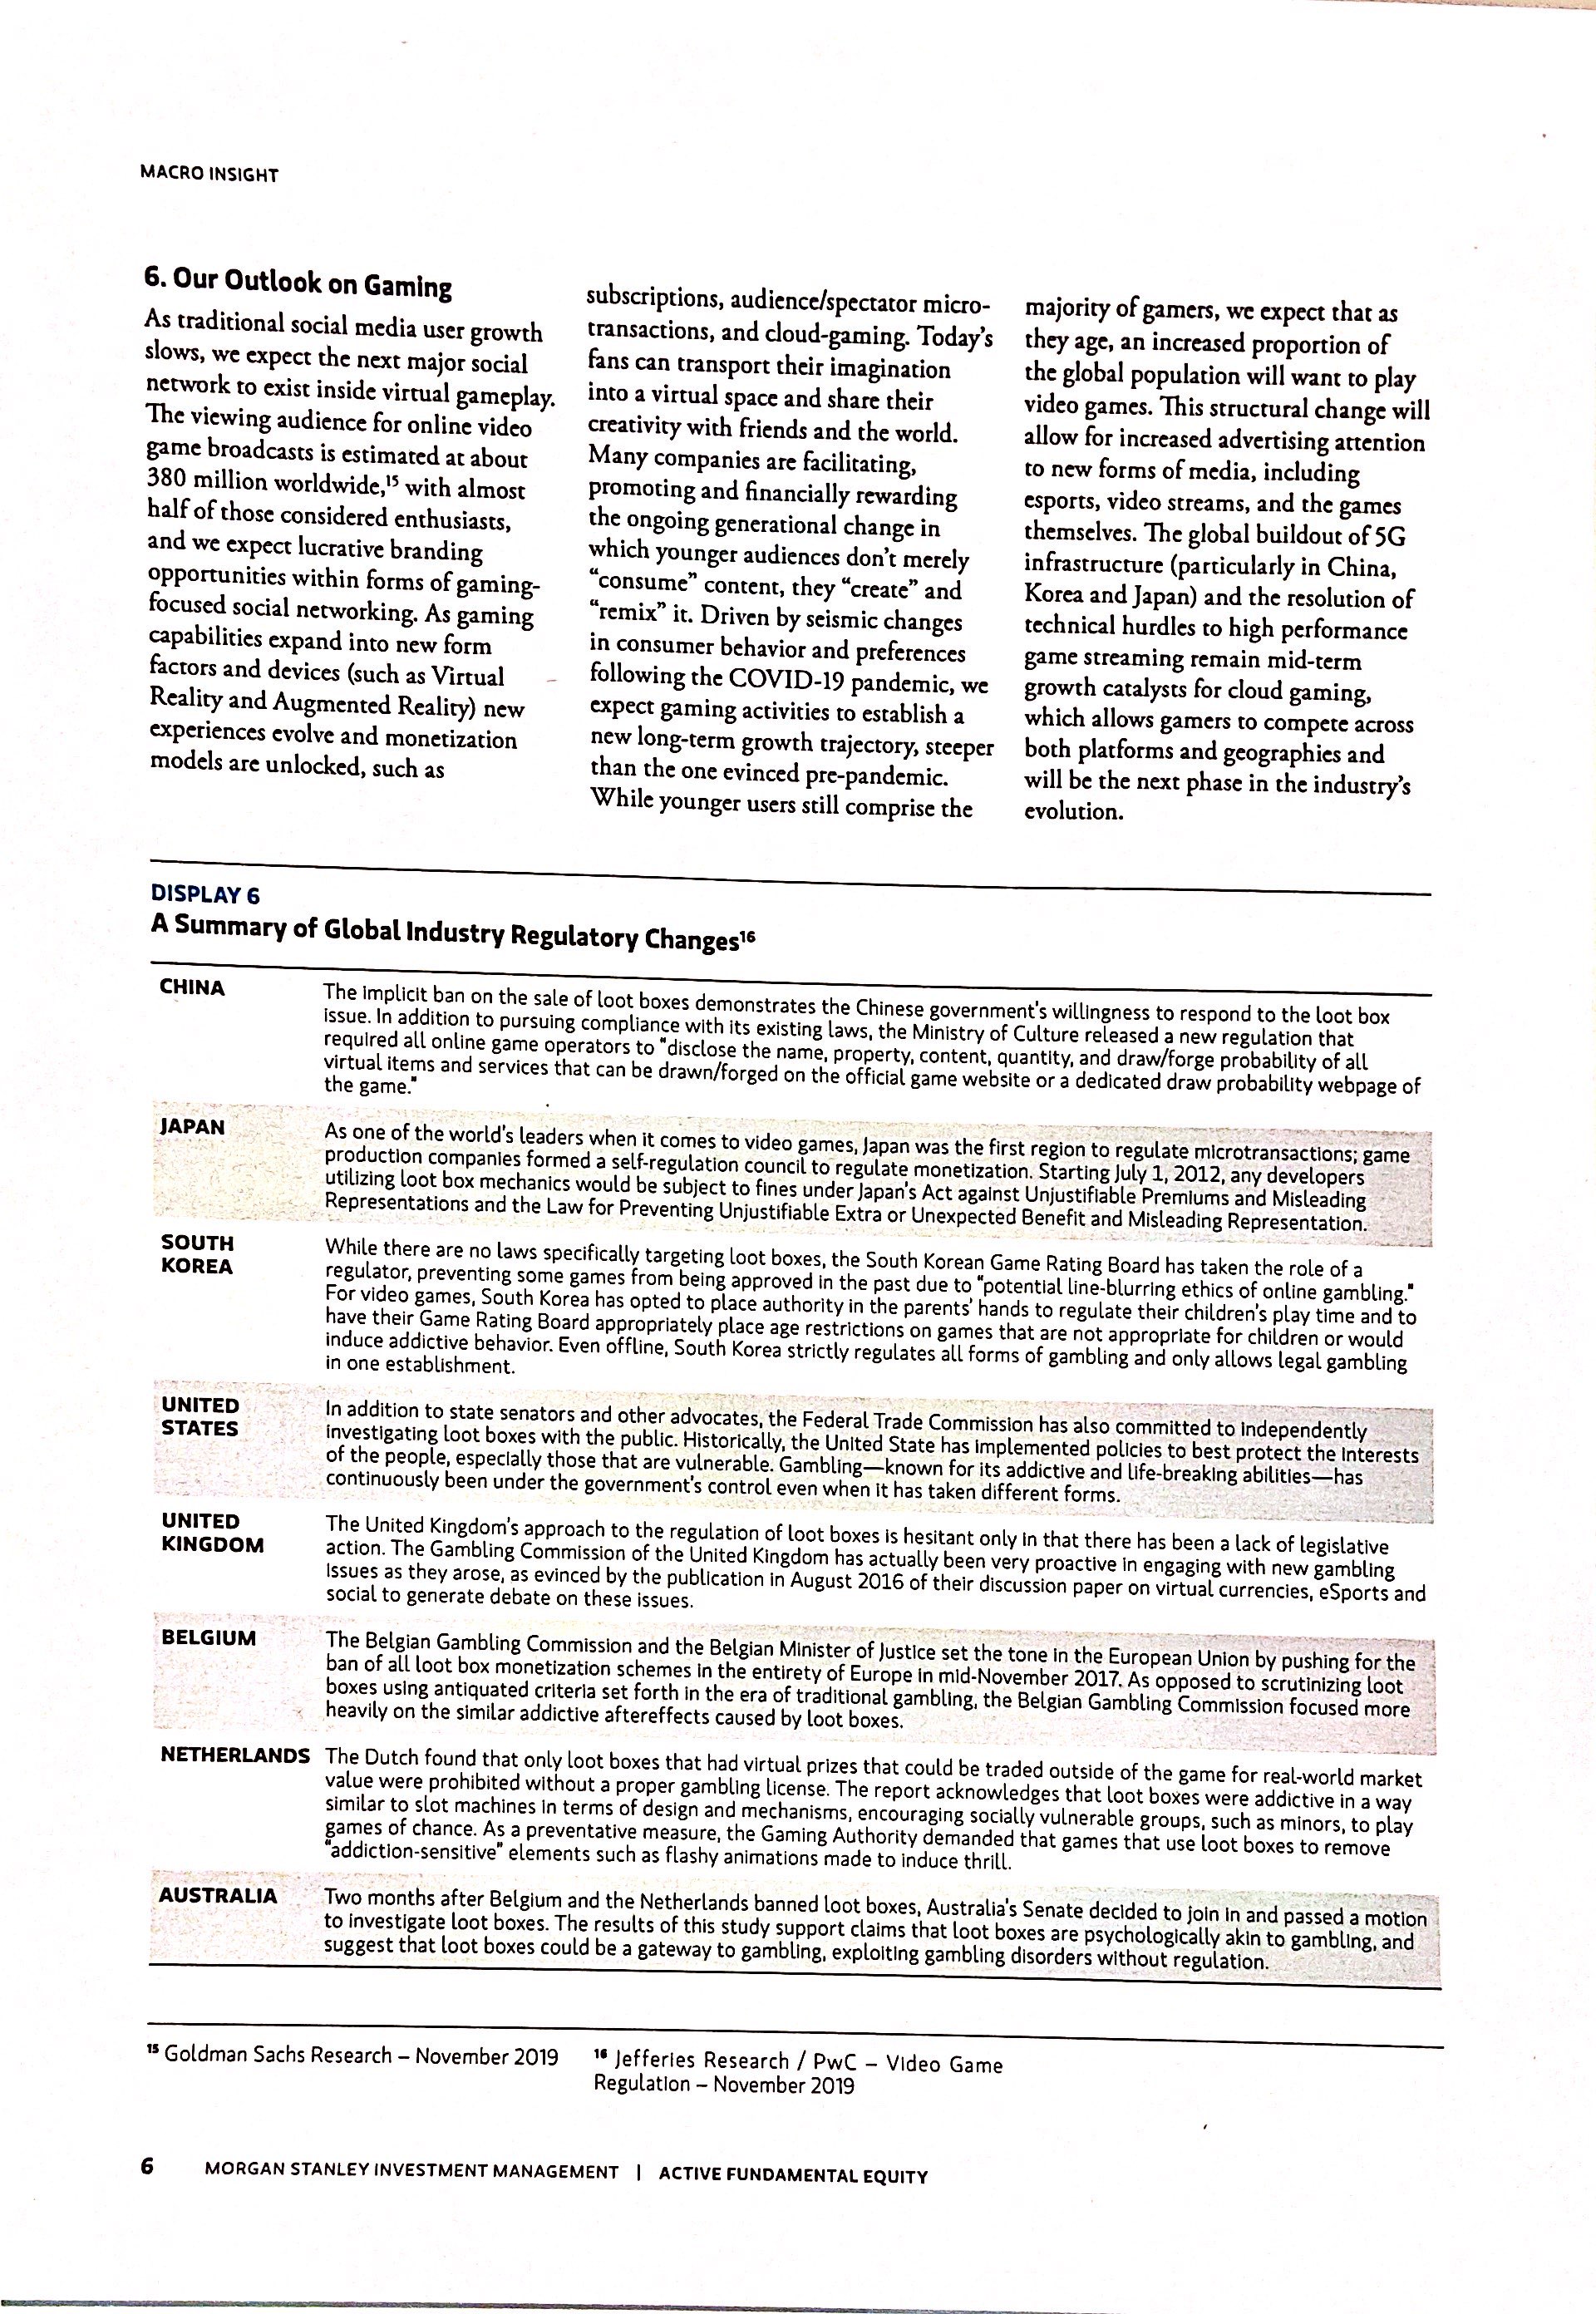 MACRO INSIGHT
6. Our Outlook on Gaming
As traditional social media user growth
slows, we expect the next major social
network to exist inside virtual gameplay.
The viewing audience for online video
game broadcasts is estimated at about
380 million worldwide,¹⁵ with almost
half of those considered enthusiasts,
and we expect lucrative branding
opportunities within forms of gaming-
focused social networking. As gaming
capabilities expand into new form
factors and devices (such as Virtual
Reality and Augmented Reality) new
experiences evolve and monetization
models are unlocked, such as
subscriptions, audience/spectator micro-
transactions, and cloud-gaming. Today's
fans can transport their imagination
into a virtual space and share their
creativity with friends and the world.
Many companies are facilitating,
promoting and financially rewarding
the ongoing generational change in
which younger audiences don't merely
"consume" content, they "create" and
"remix" it. Driven by seismic changes
in consumer behavior and preferences
following the COVID-19 pandemic, we
expect gaming activities to establish a
new long-term growth trajectory, steeper
than the one evinced pre-pandemic.
While younger users still comprise the
majority of gamers, we expect that as
they age, an increased proportion of
the global population will want to play
video games. This structural change will
allow for increased advertising attention
to new forms of media, including
esports, video streams, and the games
themselves. The global buildout of 5G
infrastructure (particularly in China,
Korea and Japan) and the resolution of
technical hurdles to high performance
game streaming remain mid-term
growth catalysts for cloud gaming,
which allows gamers to compete across
both platforms and geographies and
will be the next phase in the industry's
evolution.
DISPLAY 6
A Summary of Global Industry Regulatory Changes¹⁶
CHINA
The implicit ban on the sale of loot boxes demonstrates the Chinese government's willingness to respond to the loot box
issue. In addition to pursuing compliance with its existing laws, the Ministry of Culture released a new regulation that
required all online game operators to "disclose the name, property, content, quantity, and draw/forge probability of all
virtual items and services that can be drawn/forged on the official game website or a dedicated draw probability webpage of
the game."
JAPAN
As one of the world's leaders when it comes to video games, Japan was the first region to regulate microtransactions; game
production companies formed a self-regulation council to regulate monetization. Starting July 1, 2012, any developers
utilizing loot box mechanics would be subject to fines under Japan's Act against Unjustifiable Premiums and Misleading
Representations and the Law for Preventing Unjustifiable Extra or Unexpected Benefit and Misleading Representation.
SOUTH
KOREA
While there are no laws specifically targeting loot boxes, the South Korean Game Rating Board has taken the role of a
regulator, preventing some games from being approved in the past due to "potential line-blurring ethics of online gambling."
For video games, South Korea has opted to place authority in the parents' hands to regulate their children's play time and to
have their Game Rating Board appropriately place age restrictions on games that are not appropriate for children or would
induce addictive behavior. Even offline, South Korea strictly regulates all forms of gambling and only allows legal gambling
in one establishment.
UNITED
STATES
In addition to state senators and other advocates, the Federal Trade Commission has also committed to independently
investigating loot boxes with the public. Historically, the United State has implemented policies to best protect the interests
of the people, especially those that are vulnerable. Gambling—known for its addictive and life-breaking abilities—has
continuously been under the government's control even when it has taken different forms.
UNITED
KINGDOM
The United Kingdom's approach to the regulation of loot boxes is hesitant only in that there has been a lack of legislative
action. The Gambling Commission of the United Kingdom has actually been very proactive in engaging with new gambling
issues as they arose, as evinced by the publication in August 2016 of their discussion paper on virtual currencies, eSports and
social to generate debate on these issues.
BELGIUM
The Belgian Gambling Commission and the Belgian Minister of Justice set the tone in the European Union by pushing for the
ban of all loot box monetization schemes in the entirety of Europe in mid-November 2017. As opposed to scrutinizing loot
boxes using antiquated criteria set forth in the era of traditional gambling, the Belgian Gambling Commission focused more
heavily on the similar addictive aftereffects caused by loot boxes.
NETHERLANDS
The Dutch found that only loot boxes that had virtual prizes that could be traded outside of the game for real-world market
value were prohibited without a proper gambling license. The report acknowledges that loot boxes were addictive in a way
similar to slot machines in terms of design and mechanisms, encouraging socially vulnerable groups, such as minors, to play
games of chance. As a preventative measure, the Gaming Authority demanded that games that use loot boxes to remove
"addiction-sensitive" elements such as flashy animations made to induce thrill.
AUSTRALIA
Two months after Belgium and the Netherlands banned loot boxes, Australia's Senate decided to join in and passed a motion
to investigate loot boxes. The results of this study support claims that loot boxes are psychologically akin to gambling, and
suggest that loot boxes could be a gateway to gambling, exploiting gambling disorders without regulation.
¹⁵ Goldman Sachs Research – November 2019
¹⁶ Jefferies Research / PwC – Video Game
Regulation – November 2019
6 MORGAN STANLEY INVESTMENT MANAGEMENT | ACTIVE FUNDAMENTAL EQUITY